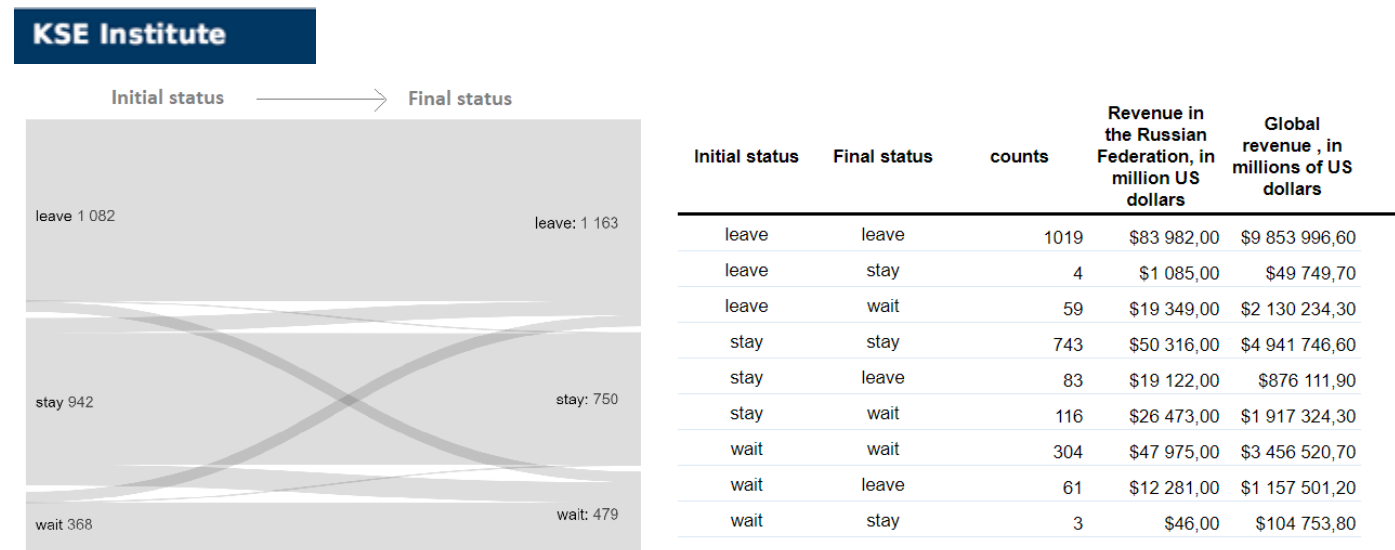 KSE Institute
Initial status
Final status
leave 1 082
leave: 1 163
stay 942
stay: 750
wait 368
wait: 479
Initial status Final status counts Revenue in the Russian Federation, in million US dollars Global revenue , in millions of US dollars
leave leave 1019 $83 982,00 $9 853 996,60
leave stay 4 $1 085,00 $49 749,70
leave wait 59 $19 349,00 $2 130 234,30
stay stay 743 $50 316,00 $4 941 746,60
stay leave 83 $19 122,00 $876 111,90
stay wait 116 $26 473,00 $1 917 324,30
wait wait 304 $47 975,00 $3 456 520,70
wait leave 61 $12 281,00 $1 157 501,20
wait stay 3 $46,00 $104 753,80